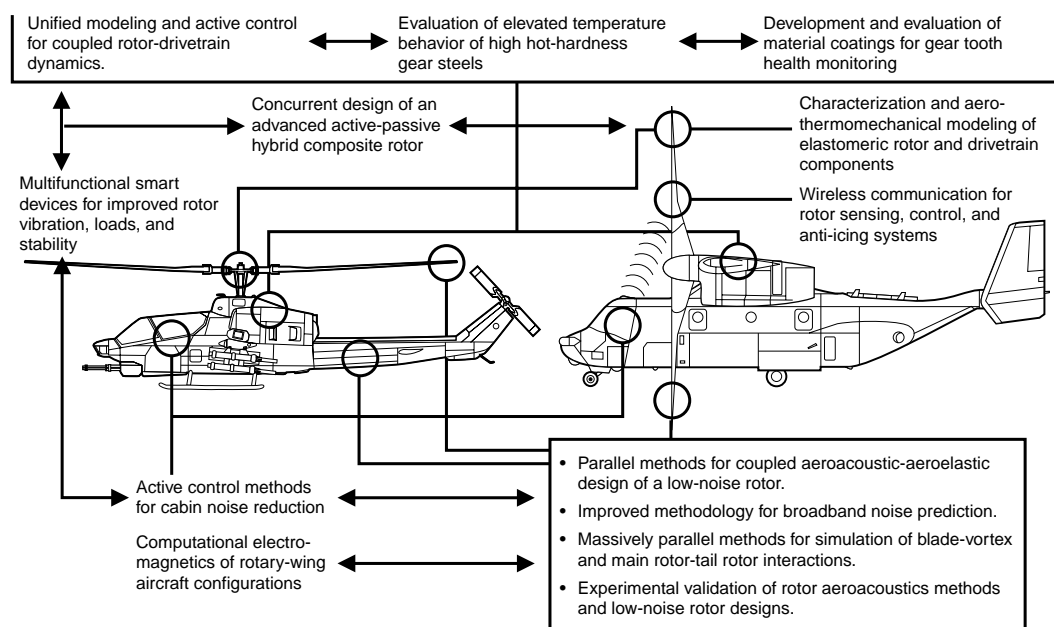 Unified modeling and active control
for coupled rotor-drivetrain
dynamics.
Evaluation of elevated temperature
behavior of high hot-hardness
gear steels
Development and evaluation of
material coatings for gear tooth
health monitoring
Concurrent design of an
advanced active-passive
hybrid composite rotor
Characterization and aero-
thermomechanical modeling of
elastomeric rotor and drivetrain
components
Multifunctional smart
devices for improved rotor
vibration, loads, and
stability
Wireless communication for
rotor sensing, control, and
anti-icing systems
Active control methods
for cabin noise reduction
Computational electro-
magnetics of rotary-wing
aircraft configurations
• Parallel methods for coupled aeroacoustic-aeroelastic
design of a low-noise rotor.
• Improved methodology for broadband noise prediction.
• Massively parallel methods for simulation of blade-vortex
and main rotor-tail rotor interactions.
• Experimental validation of rotor aeroacoustics methods
and low-noise rotor designs.